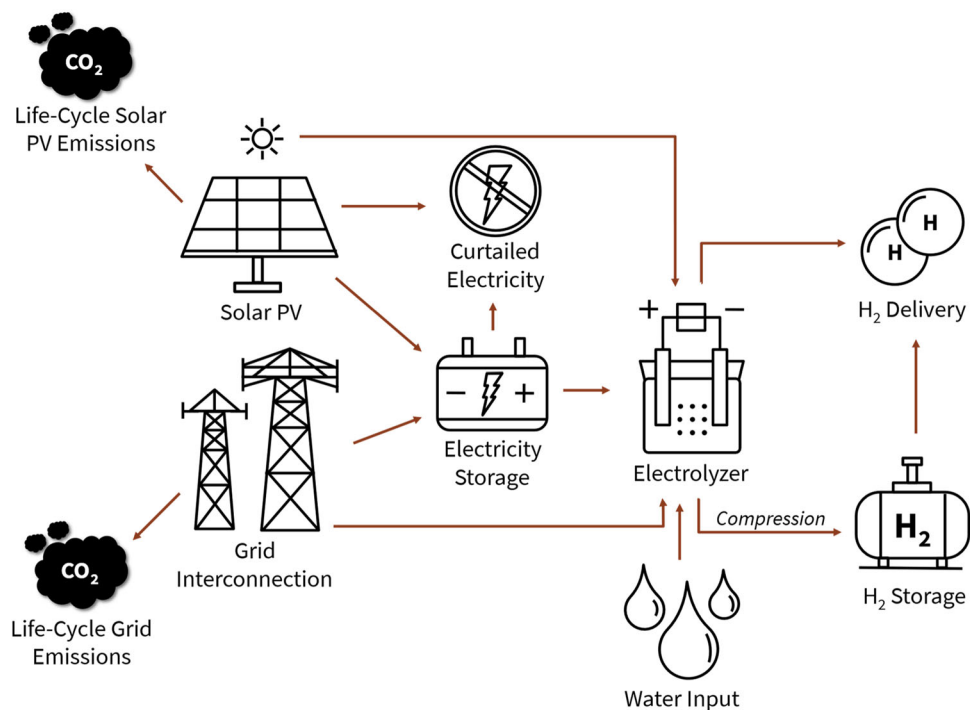 CO₂
Life-Cycle Solar
PV Emissions
Solar PV
Curtailed
Electricity
+ −
H
H
H₂ Delivery
− +
Electricity
Storage
Electrolyzer
Grid
Interconnection
Compression
H₂
H₂ Storage
CO₂
Life-Cycle Grid
Emissions
Water Input